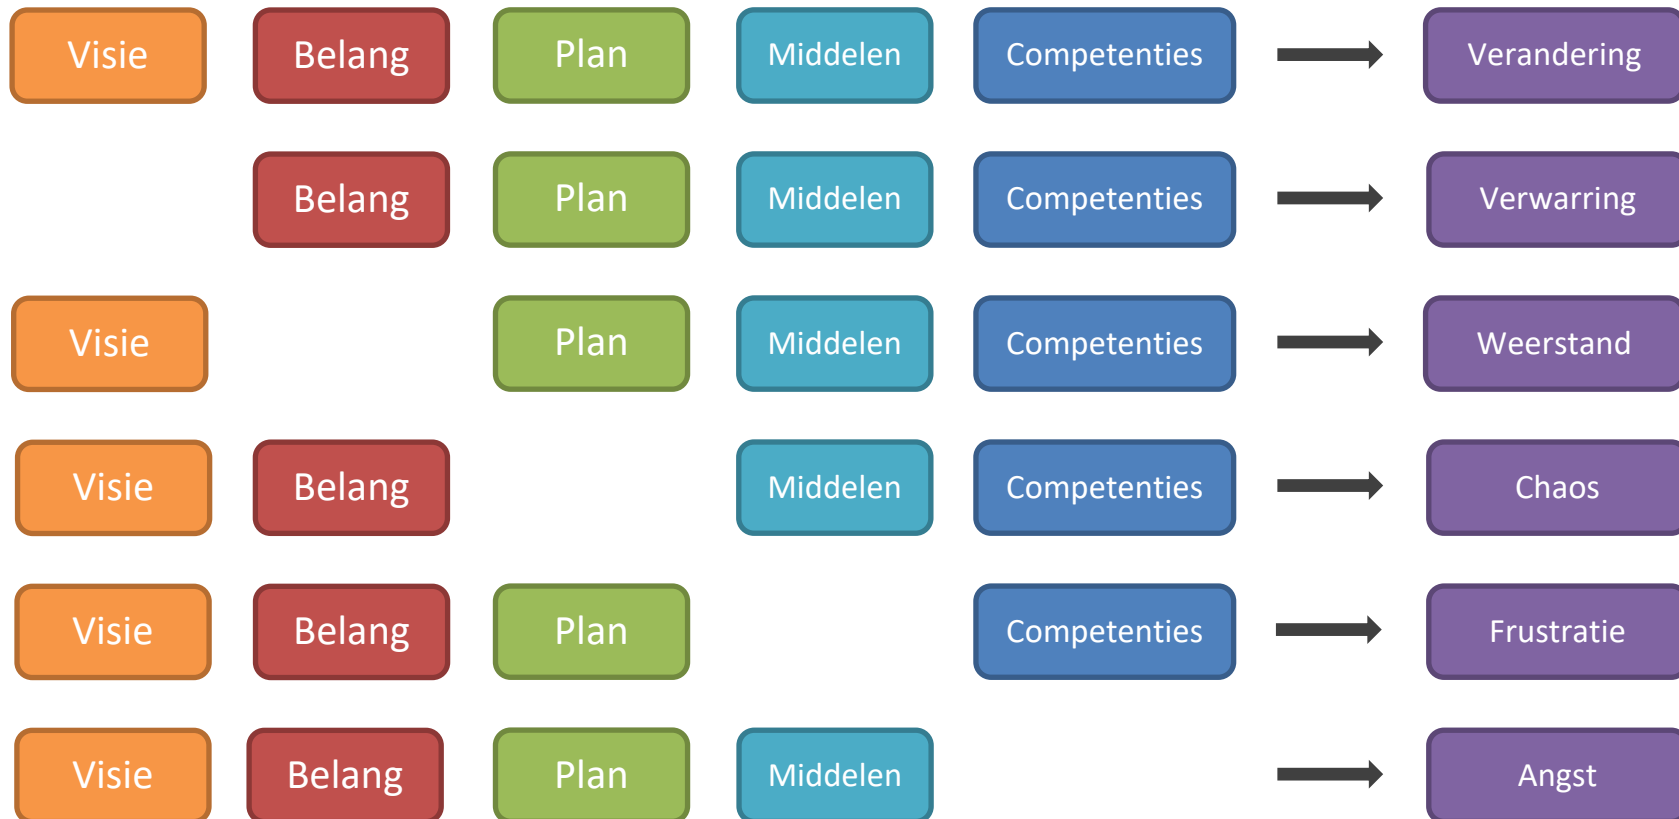 Visie Belang Plan Middelen Competenties Verandering
Belang Plan Middelen Competenties Verwarring
Visie Plan Middelen Competenties Weerstand
Visie Belang Middelen Competenties Chaos
Visie Belang Plan Competenties Frustratie
Visie Belang Plan Middelen Angst